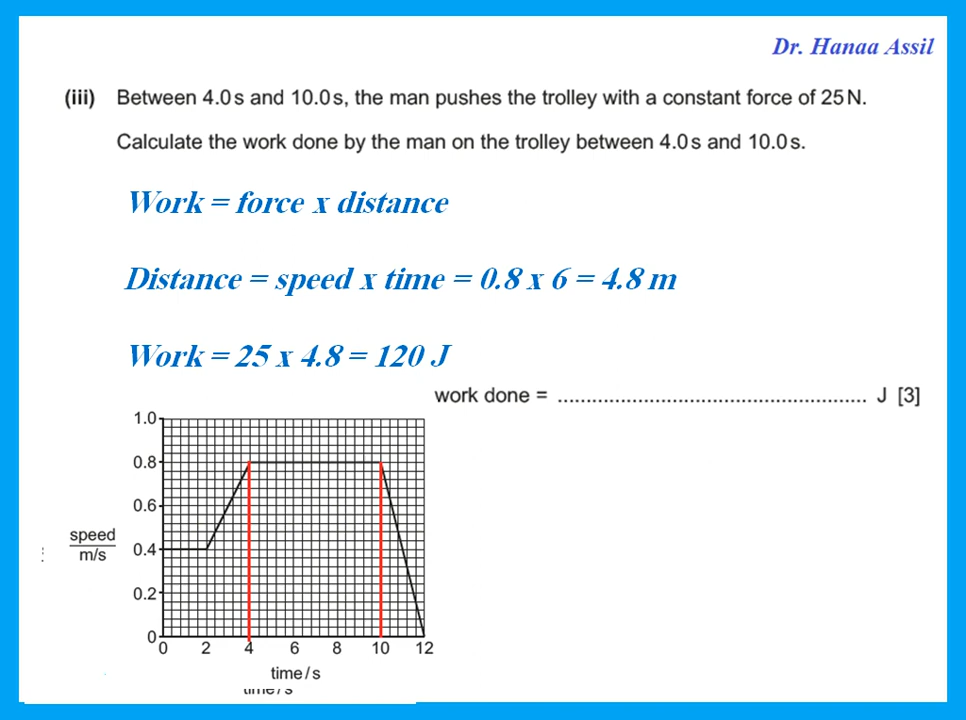 Dr. Hanaa Assil
(iii) Between 4.0 s and 10.0 s, the man pushes the trolley with a constant force of 25 N.
Calculate the work done by the man on the trolley between 4.0 s and 10.0 s.
Work = force x distance
Distance = speed x time = 0.8 x 6 = 4.8 m
Work = 25 x 4.8 = 120 J
work done = ..................................................... J [3]
1.0
0.8
0.6
speed
m/s
0.4
0.2
0
0 2 4 6 8 10 12
time / s
time / s